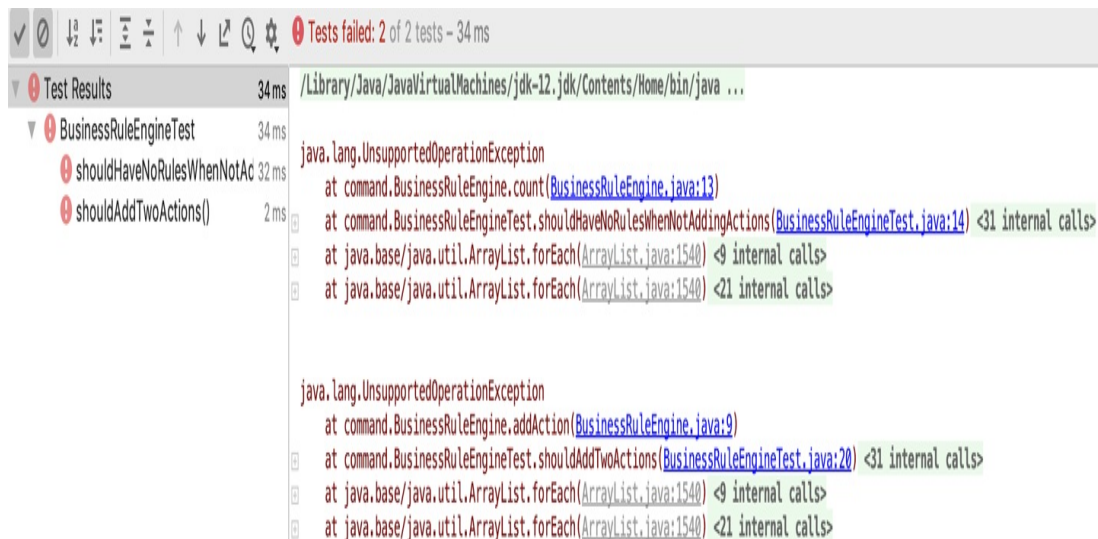 Tests failed: 2 of 2 tests – 34 ms
Test Results 34 ms
BusinessRuleEngineTest 34 ms
shouldHaveNoRulesWhenNotAd 32 ms
shouldAddTwoActions() 2 ms
/Library/Java/JavaVirtualMachines/jdk-12.jdk/Contents/Home/bin/java ...
java.lang.UnsupportedOperationException
at command.BusinessRuleEngine.count(BusinessRuleEngine.java:13)
at command.BusinessRuleEngineTest.shouldHaveNoRulesWhenNotAddingActions(BusinessRuleEngineTest.java:14) <31 internal calls>
at java.base/java.util.ArrayList.forEach(ArrayList.java:1540) <9 internal calls>
at java.base/java.util.ArrayList.forEach(ArrayList.java:1540) <21 internal calls>
java.lang.UnsupportedOperationException
at command.BusinessRuleEngine.addAction(BusinessRuleEngine.java:9)
at command.BusinessRuleEngineTest.shouldAddTwoActions(BusinessRuleEngineTest.java:20) <31 internal calls>
at java.base/java.util.ArrayList.forEach(ArrayList.java:1540) <9 internal calls>
at java.base/java.util.ArrayList.forEach(ArrayList.java:1540) <21 internal calls>